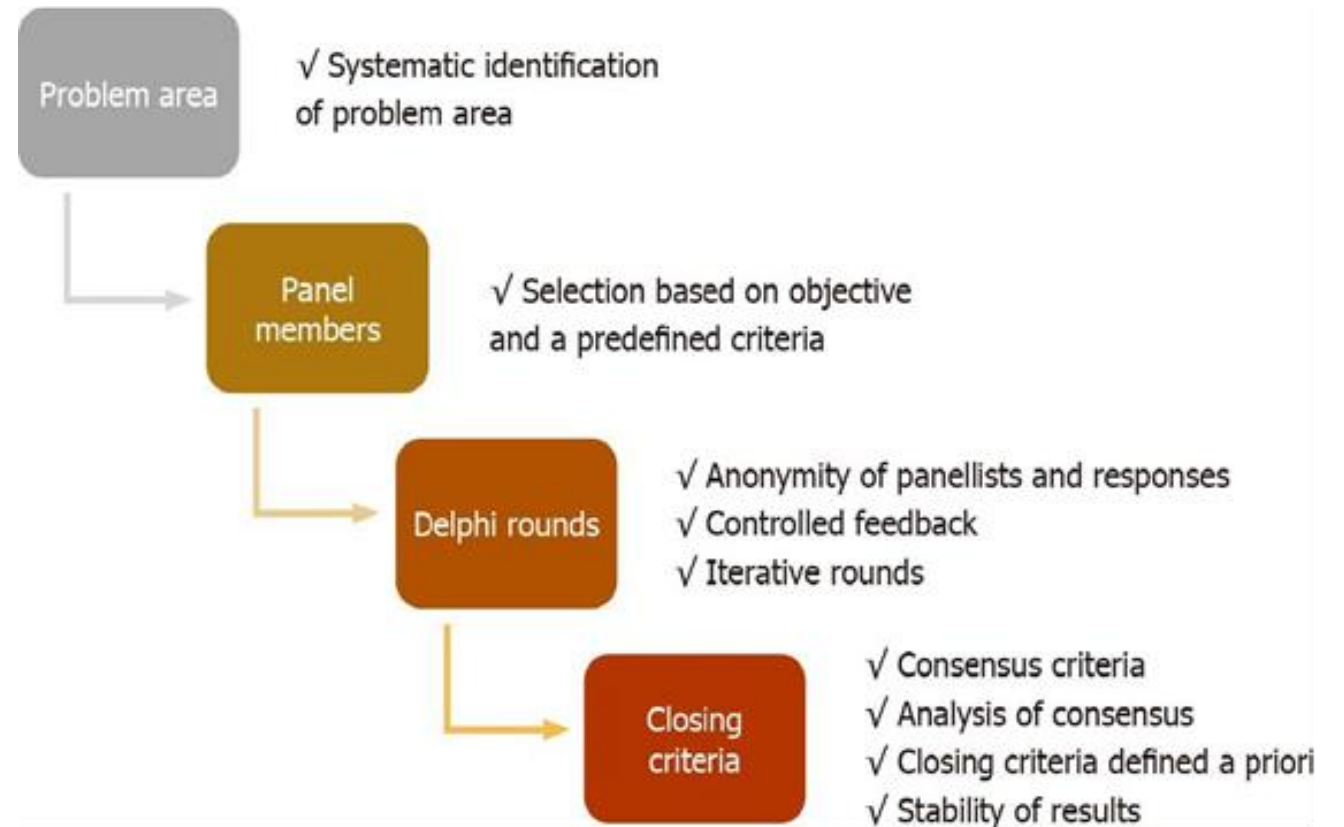 Problem area
√ Systematic identification
of problem area
Panel
members
√ Selection based on objective
and a predefined criteria
Delphi rounds
√ Anonymity of panellists and responses
√ Controlled feedback
√ Iterative rounds
Closing
criteria
√ Consensus criteria
√ Analysis of consensus
√ Closing criteria defined a priori
√ Stability of results